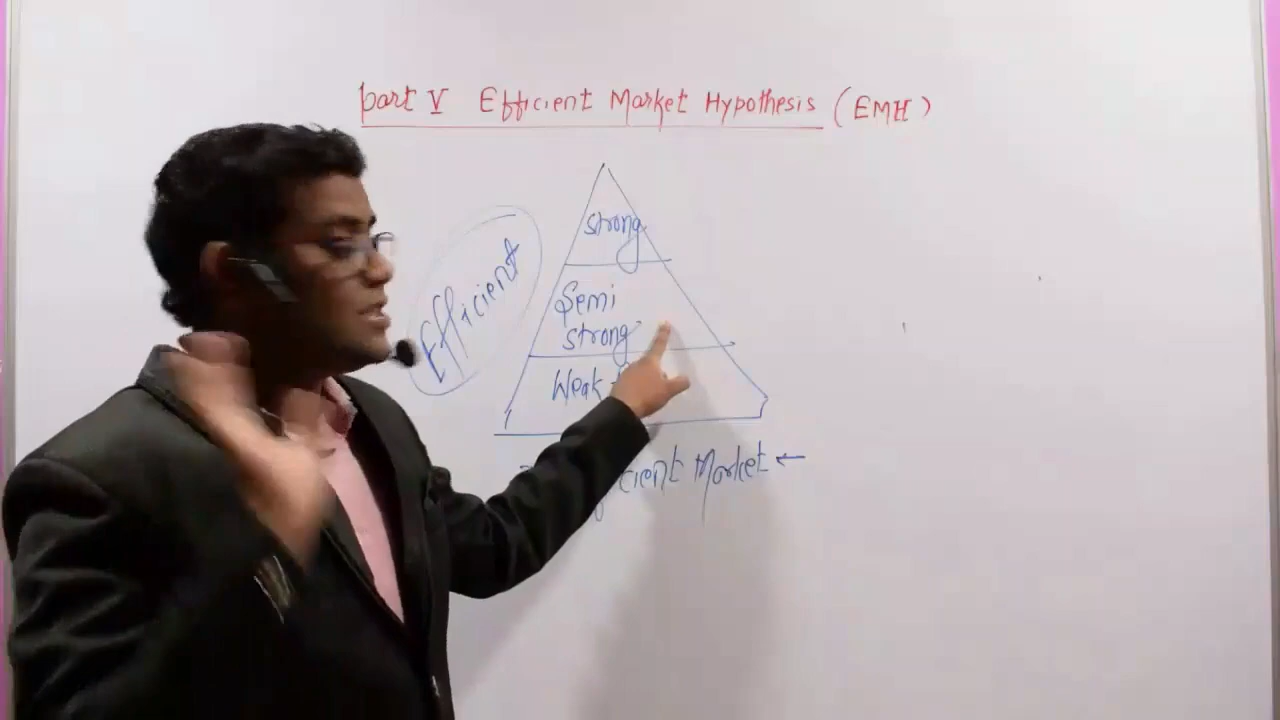 part V Efficient Market Hypothesis (EMH)
strong
Efficient
Semi
strong
Weak
Market ←